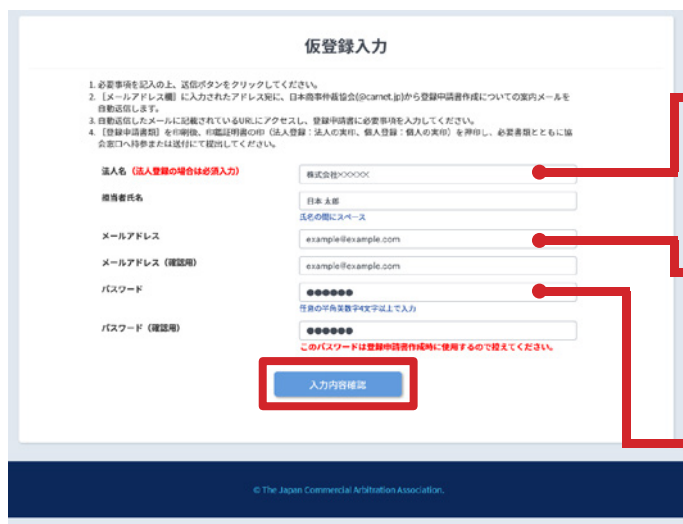 仮登録入力
1. 必要事項を記入の上、送信ボタンをクリックしてください。
2. [メールアドレス欄] に入力されたアドレス宛に、日本商事仲裁協会(@carnet.jp)から登録申請書作成についての案内メールを
自動送信します。
3. 自動送信したメールに記載されているURLにアクセスし、登録申請書に必要事項を入力してください。
4. [登録申請書類] を印刷後、印鑑証明書の印（法人登録：法人の実印、個人登録：個人の実印）を押印し、必要書類とともに協
会窓口へ持参または送付にて提出してください。
法人名（法人登録の場合は必須入力）
株式会社×××××
担当者氏名
日本 太郎
氏名の間にスペース
メールアドレス
example@example.com
メールアドレス（確認用）
example@example.com
パスワード
●●●●●●
任意の半角英数字4文字以上で入力
パスワード（確認用）
●●●●●●
このパスワードは登録申請書作成時に使用するので控えてください。
入力内容確認
© The Japan Commercial Arbitration Association.